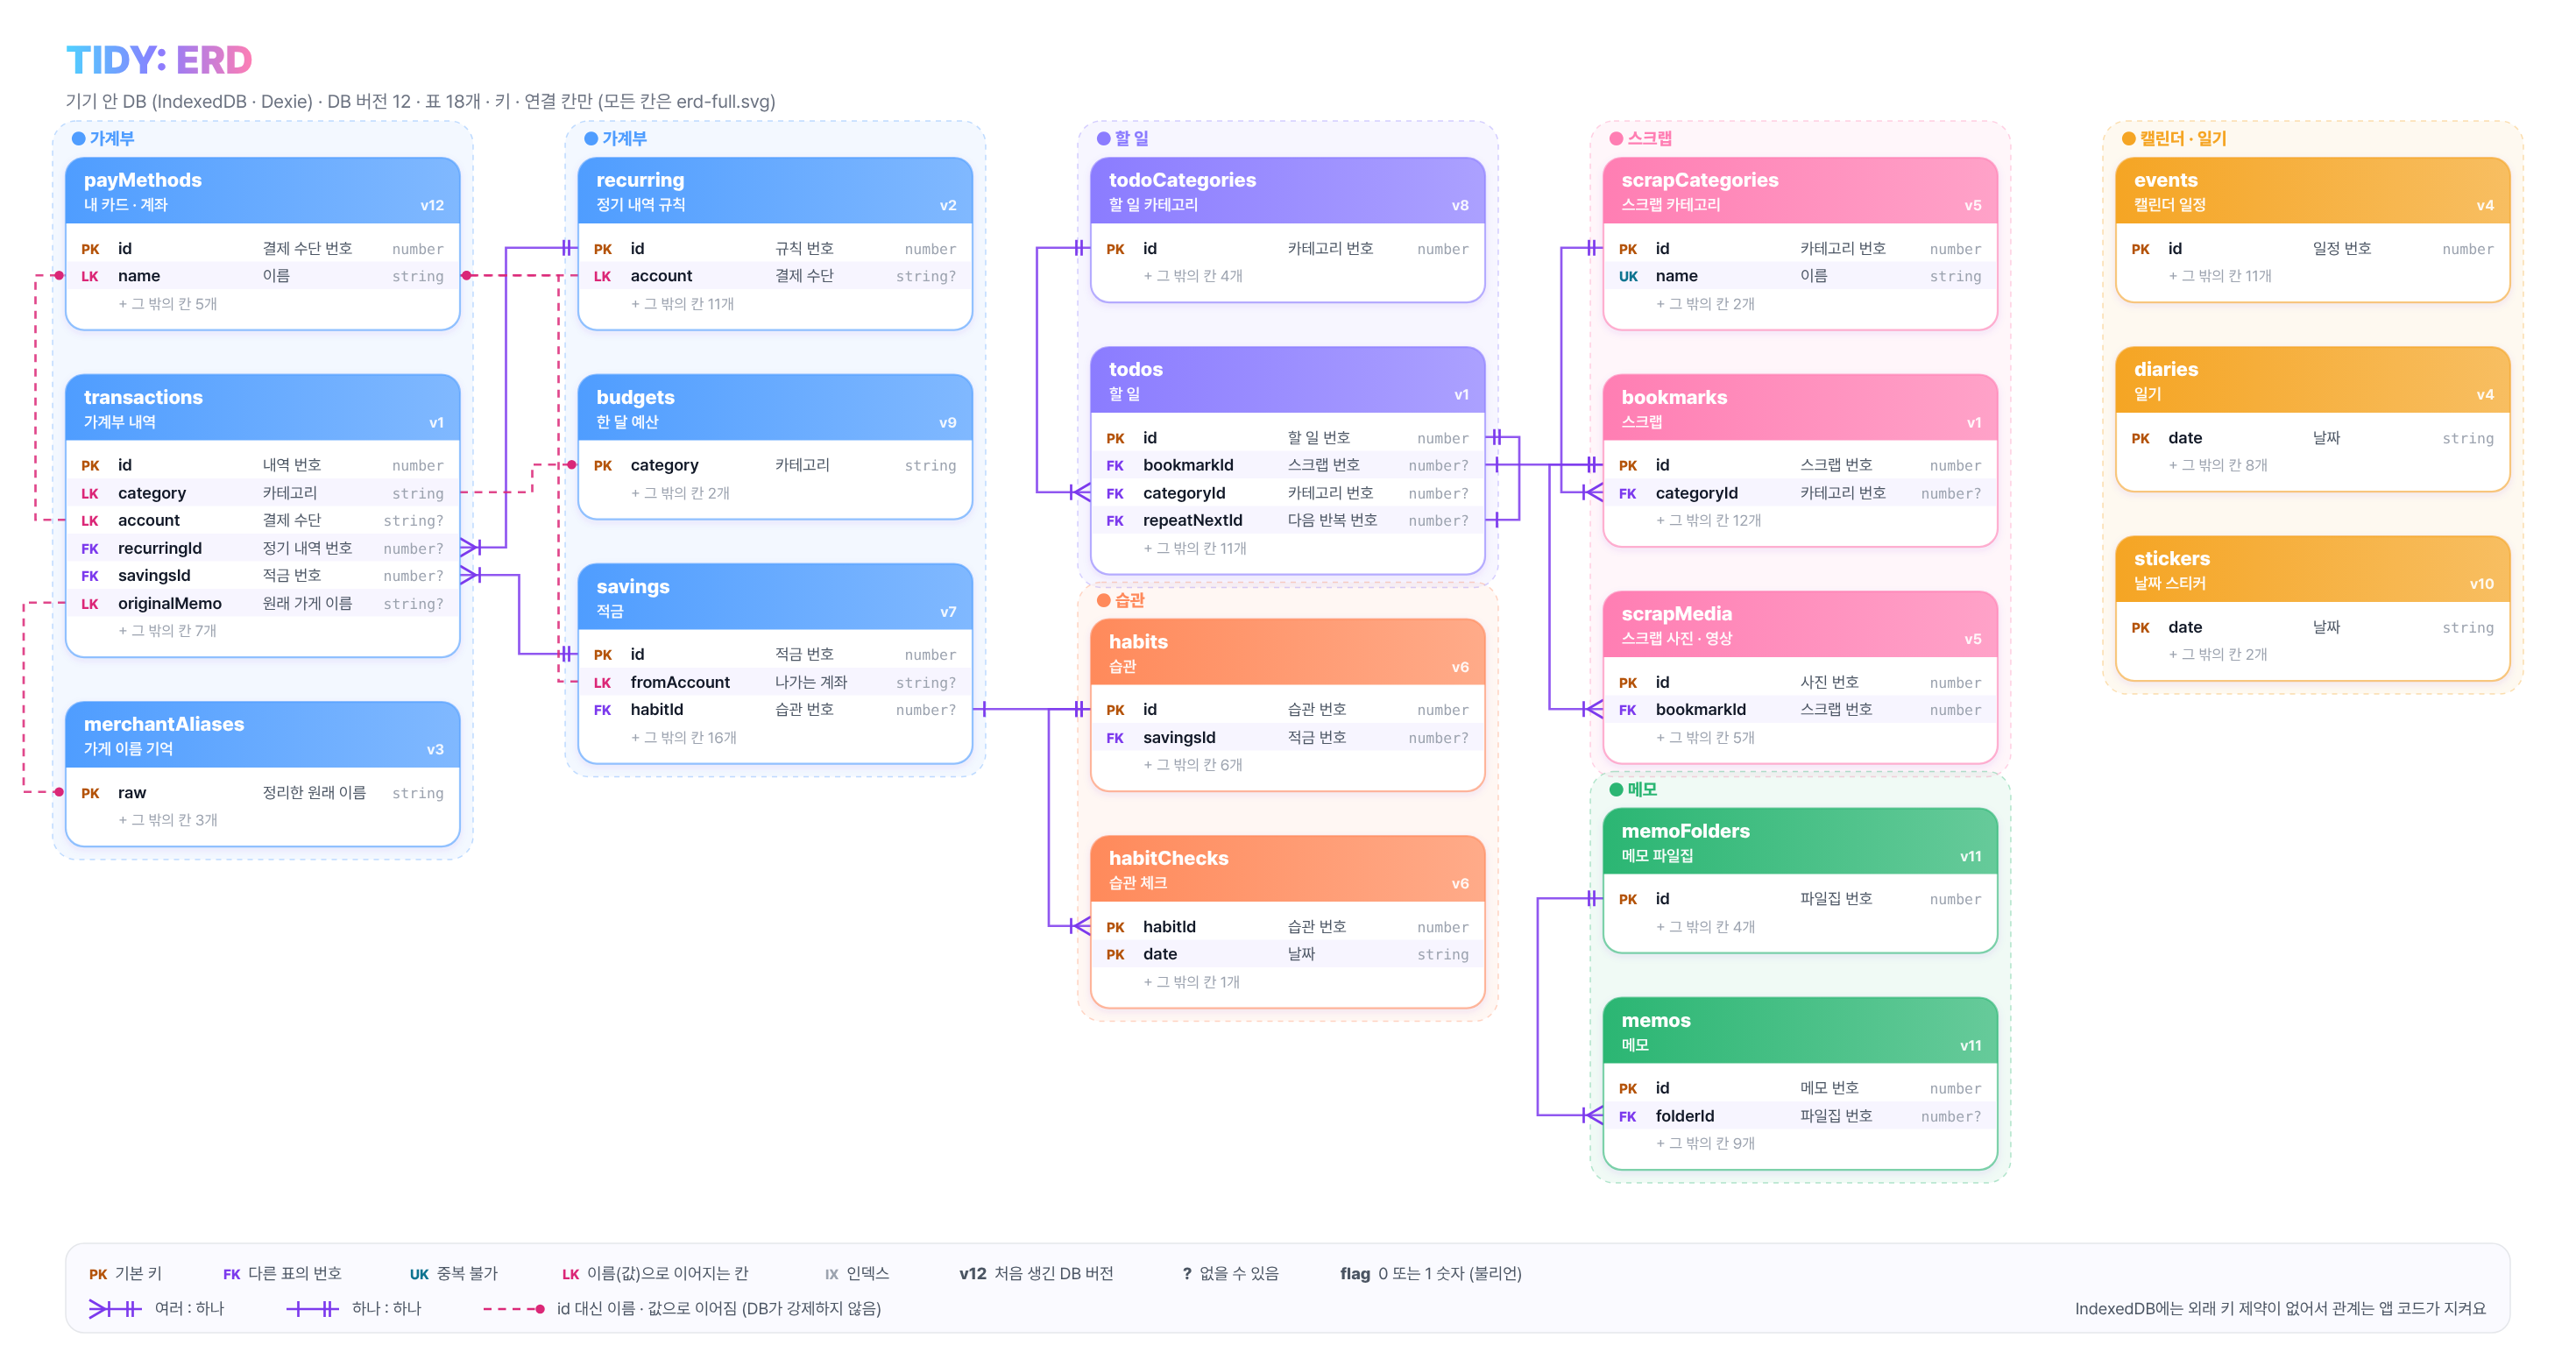 TIDY: ERD
기기 안 DB (IndexedDB · Dexie) · DB 버전 12 · 표 18개 · 키 · 연결 칸만 (모든 칸은 erd-full.svg)
가계부
payMethods
내 카드 · 계좌 v12
PK id 결제 수단 번호 number
LK name 이름 string
+ 그 밖의 칸 5개
transactions
가계부 내역 v1
PK id 내역 번호 number
LK category 카테고리 string
LK account 결제 수단 string?
FK recurringId 정기 내역 번호 number?
FK savingsId 적금 번호 number?
LK originalMemo 원래 가게 이름 string?
+ 그 밖의 칸 7개
merchantAliases
가게 이름 기억 v3
PK raw 정리한 원래 이름 string
+ 그 밖의 칸 3개
가계부
recurring
정기 내역 규칙 v2
PK id 규칙 번호 number
LK account 결제 수단 string?
+ 그 밖의 칸 11개
budgets
한 달 예산 v9
PK category 카테고리 string
+ 그 밖의 칸 2개
savings
적금 v7
PK id 적금 번호 number
LK fromAccount 나가는 계좌 string?
FK habitId 습관 번호 number?
+ 그 밖의 칸 16개
할 일
todoCategories
할 일 카테고리 v8
PK id 카테고리 번호 number
+ 그 밖의 칸 4개
todos
할 일 v1
PK id 할 일 번호 number
FK bookmarkId 스크랩 번호 number?
FK categoryId 카테고리 번호 number?
FK repeatNextId 다음 반복 번호 number?
+ 그 밖의 칸 11개
습관
habits
습관 v6
PK id 습관 번호 number
FK savingsId 적금 번호 number?
+ 그 밖의 칸 6개
habitChecks
습관 체크 v6
PK habitId 습관 번호 number
PK date 날짜 string
+ 그 밖의 칸 1개
스크랩
scrapCategories
스크랩 카테고리 v5
PK id 카테고리 번호 number
UK name 이름 string
+ 그 밖의 칸 2개
bookmarks
스크랩 v1
PK id 스크랩 번호 number
FK categoryId 카테고리 번호 number?
+ 그 밖의 칸 12개
scrapMedia
스크랩 사진 · 영상 v5
PK id 사진 번호 number
FK bookmarkId 스크랩 번호 number
+ 그 밖의 칸 5개
메모
memoFolders
메모 파일집 v11
PK id 파일집 번호 number
+ 그 밖의 칸 4개
memos
메모 v11
PK id 메모 번호 number
FK folderId 파일집 번호 number?
+ 그 밖의 칸 9개
캘린더 · 일기
events
캘린더 일정 v4
PK id 일정 번호 number
+ 그 밖의 칸 11개
diaries
일기 v4
PK date 날짜 string
+ 그 밖의 칸 8개
stickers
날짜 스티커 v10
PK date 날짜 string
+ 그 밖의 칸 2개
PK 기본 키 FK 다른 표의 번호 UK 중복 불가 LK 이름(값)으로 이어지는 칸 IX 인덱스 v12 처음 생긴 DB 버전 ? 없을 수 있음 flag 0 또는 1 숫자 (불리언)
여러 : 하나 하나 : 하나 id 대신 이름 · 값으로 이어짐 (DB가 강제하지 않음) IndexedDB에는 외래 키 제약이 없어서 관계는 앱 코드가 지켜요